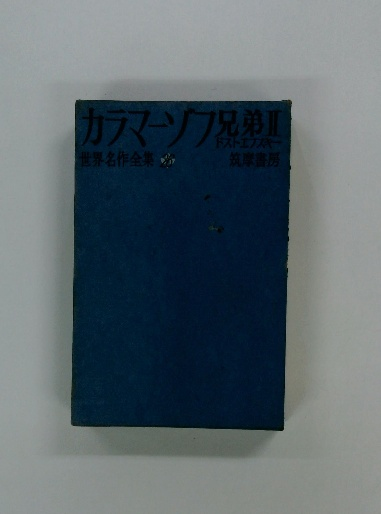 カラマーゾフ兄弟Ⅱ
ドストエフスキー
世界名作全集
筑摩書房